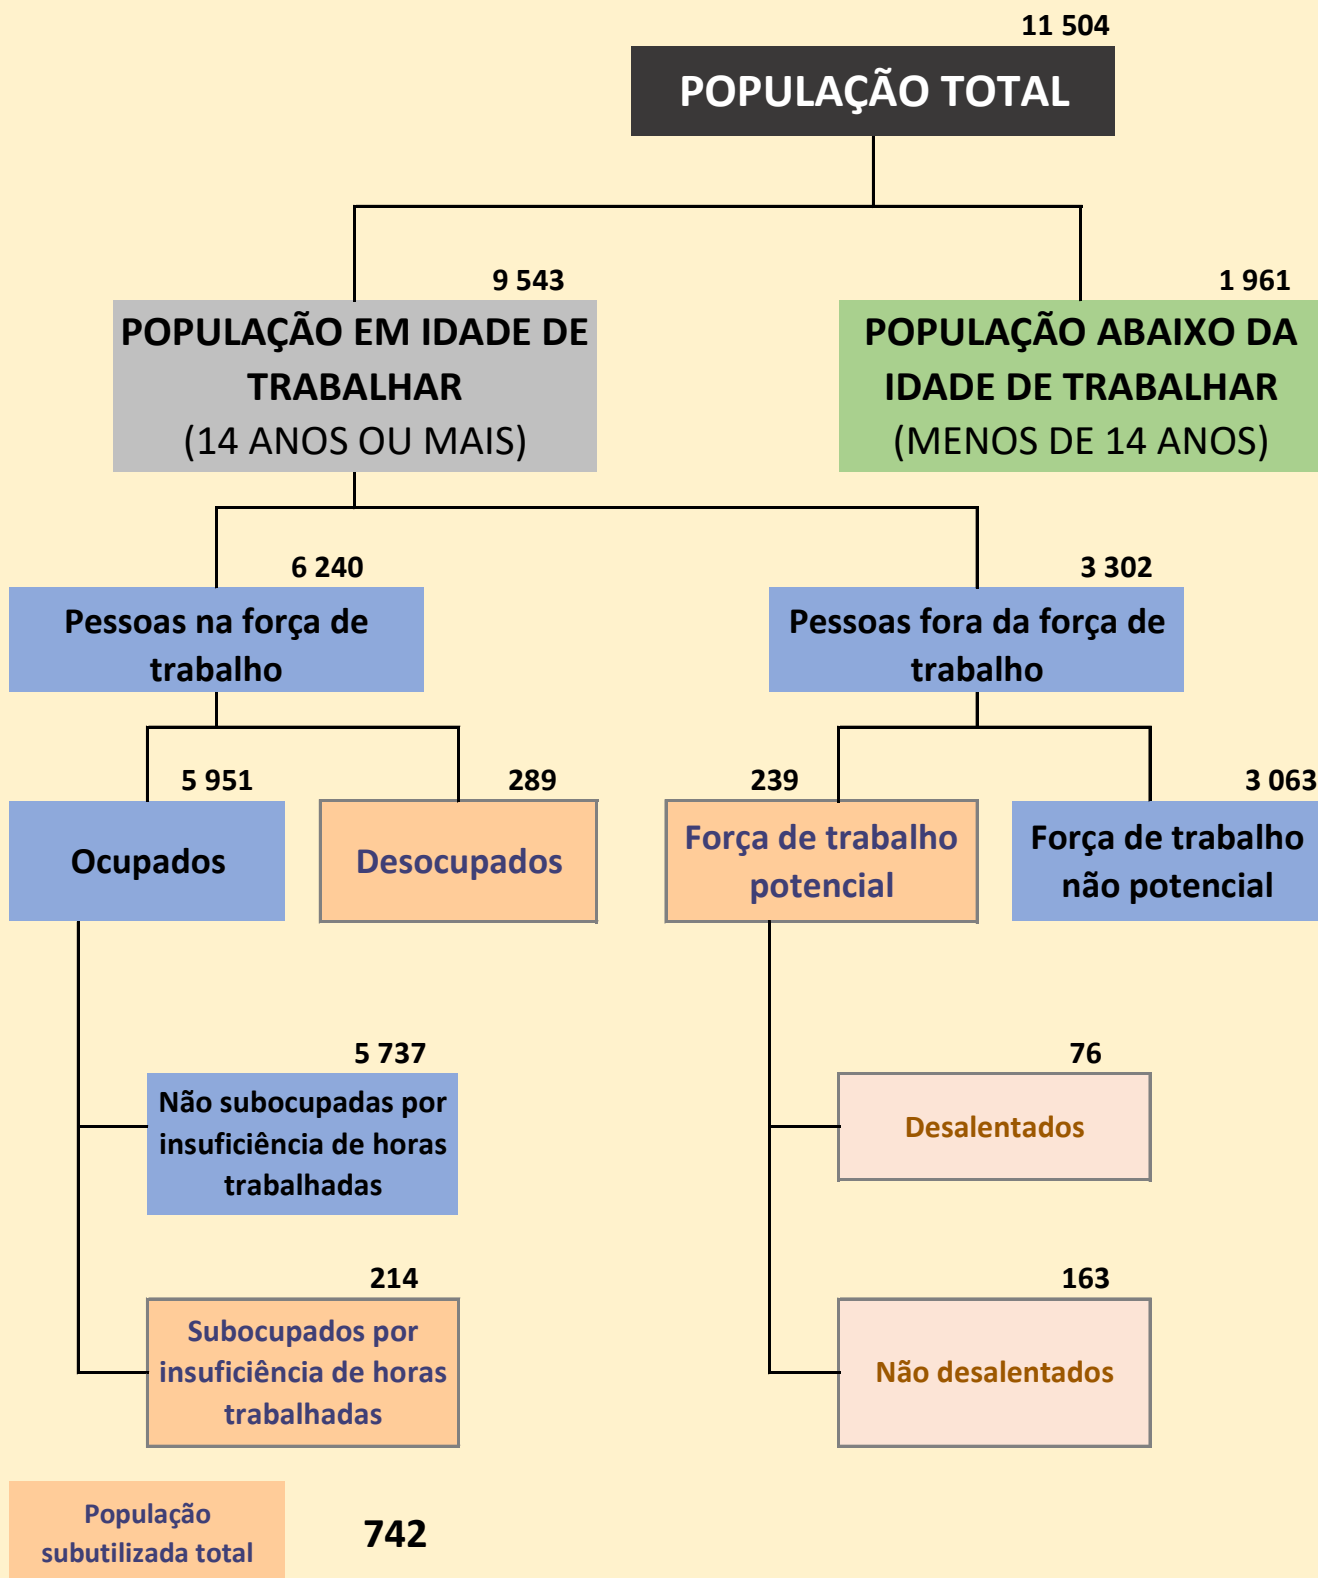 11 504
POPULAÇÃO TOTAL
9 543
POPULAÇÃO EM IDADE DE
TRABALHAR
(14 ANOS OU MAIS)
1 961
POPULAÇÃO ABAIXO DA
IDADE DE TRABALHAR
(MENOS DE 14 ANOS)
6 240
Pessoas na força de
trabalho
3 302
Pessoas fora da força de
trabalho
5 951
Ocupados
289
Desocupados
239
Força de trabalho
potencial
3 063
Força de trabalho
não potencial
5 737
Não subocupadas por
insuficiência de horas
trabalhadas
76
Desalentados
214
Subocupados por
insuficiência de horas
trabalhadas
163
Não desalentados
População
subutilizada total
742